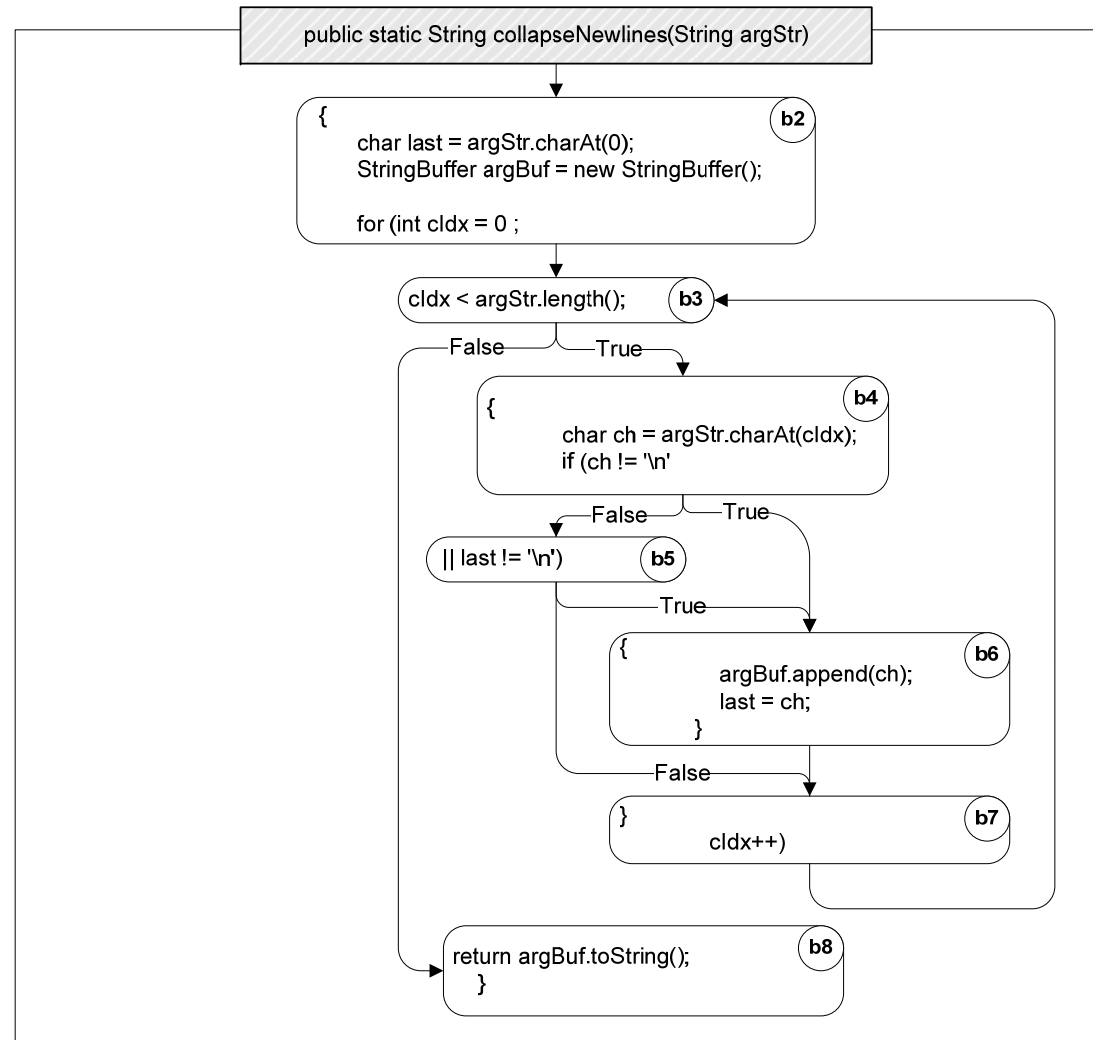 public static String collapseNewlines(String argStr)
{
b2
char last = argStr.charAt(0);
StringBuffer argBuf = new StringBuffer();
for (int cIdx = 0 ;
cIdx < argStr.length();
b3
False
True
{
b4
char ch = argStr.charAt(cIdx);
if (ch != '\n'
False
True
|| last != '\n')
b5
True
{
b6
argBuf.append(ch);
last = ch;
}
False
}
b7
cIdx++)
return argBuf.toString();
b8
}